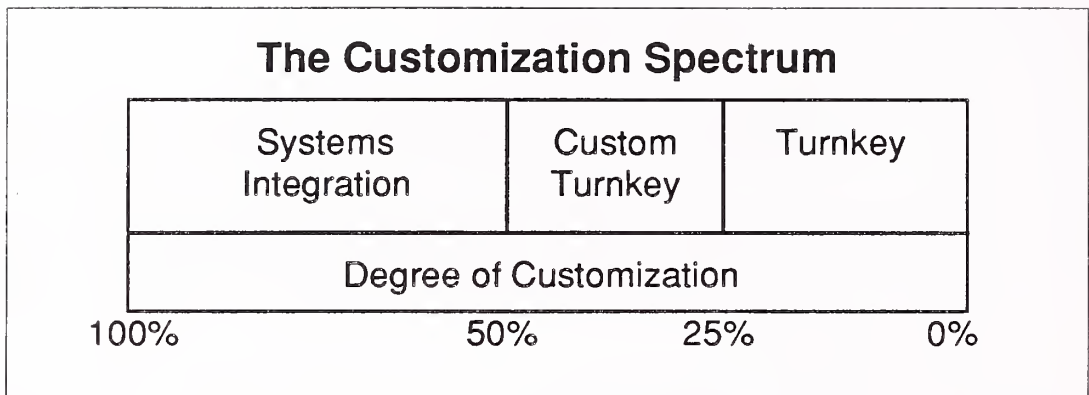 The Customization Spectrum
Systems
Integration
Custom
Turnkey
Turnkey
Degree of Customization
100%
50%
25%
0%